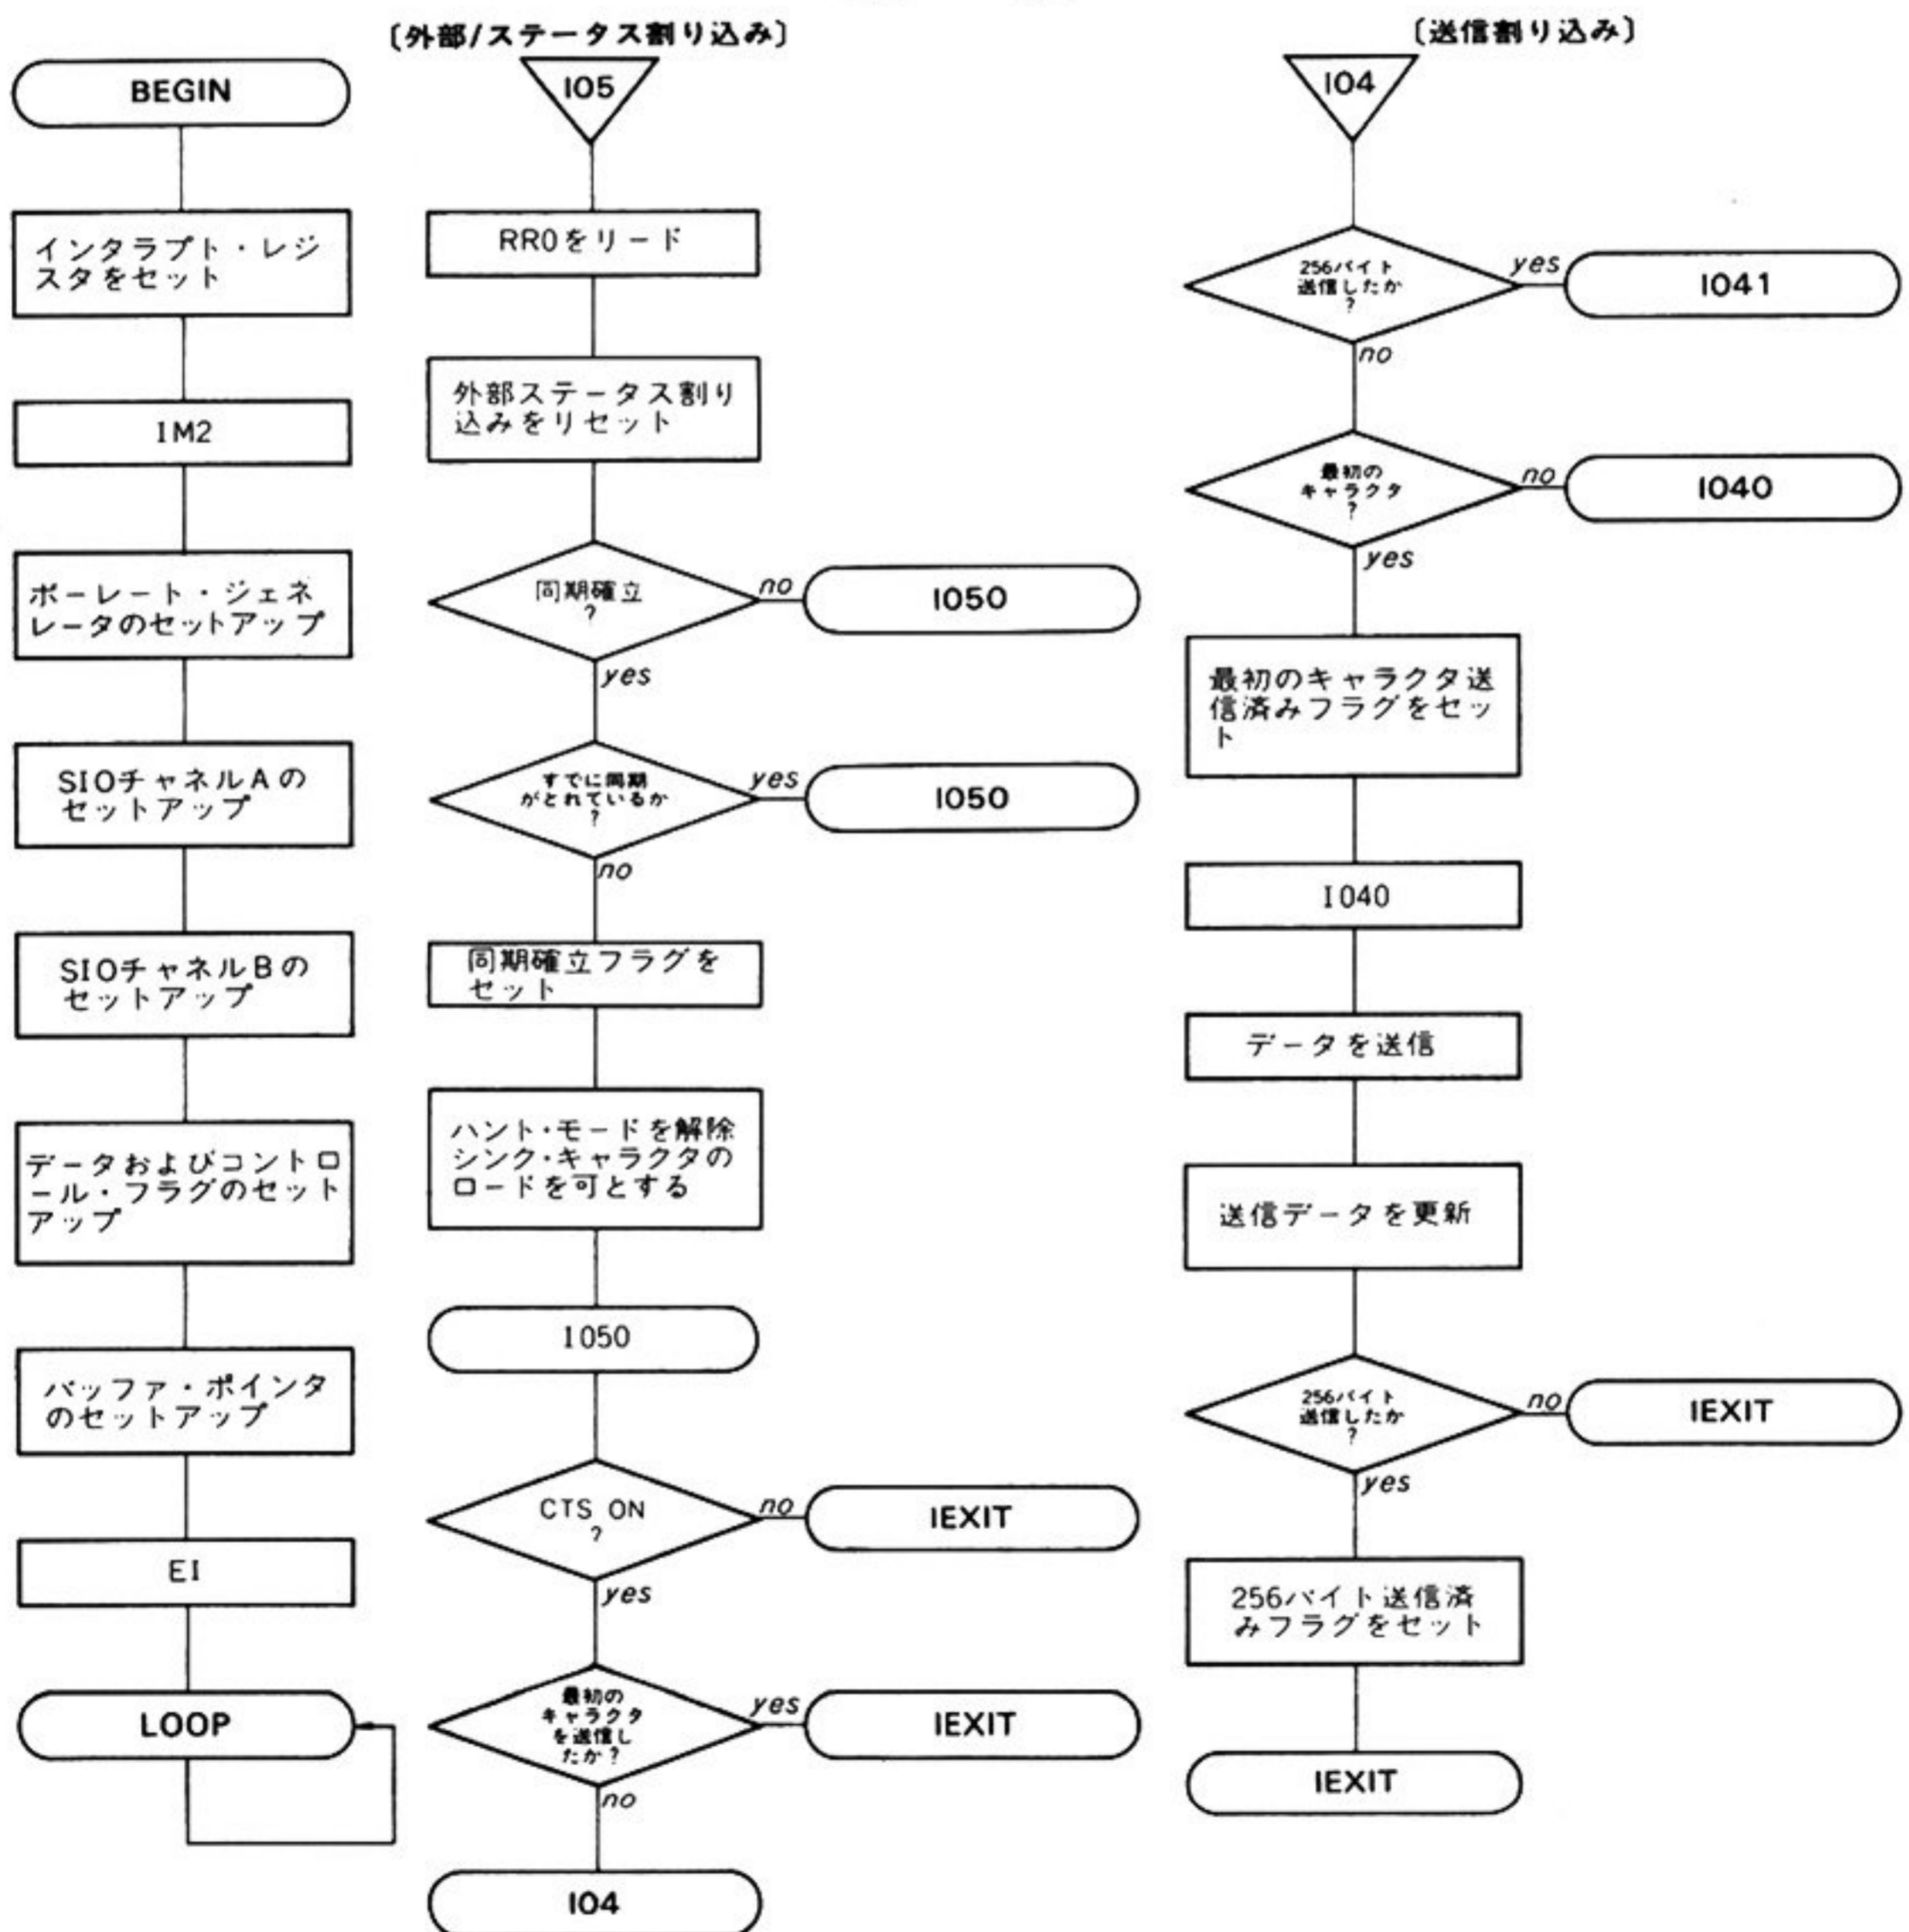 BEGIN
インタラプト・レジ
スタをセット
IM2
ボーレート・ジェネ
レータのセットアップ
SIOチャネルAの
セットアップ
SIOチャネルBの
セットアップ
データおよびコントロ
ール・フラグのセット
アップ
バッファ・ポインタ
のセットアップ
EI
LOOP
〔外部/ステータス割り込み〕
I05
RR0をリード
外部ステータス割り
込みをリセット
同期確立
?
no
I050
yes
すでに同期
がとれているか
?
yes
I050
no
同期確立フラグを
セット
ハント・モードを解除
シンク・キャラクタの
ロードを可とする
I050
CTS ON
?
no
IEXIT
yes
最初の
キャラクタ
を送信し
たか?
yes
IEXIT
no
I04
〔送信割り込み〕
I04
256バイト
送信したか
?
yes
I041
no
最初の
キャラクタ
?
no
I040
yes
最初のキャラクタ送
信済みフラグをセッ
ト
I040
データを送信
送信データを更新
256バイト
送信したか
?
no
IEXIT
yes
256バイト送信済
みフラグをセット
IEXIT